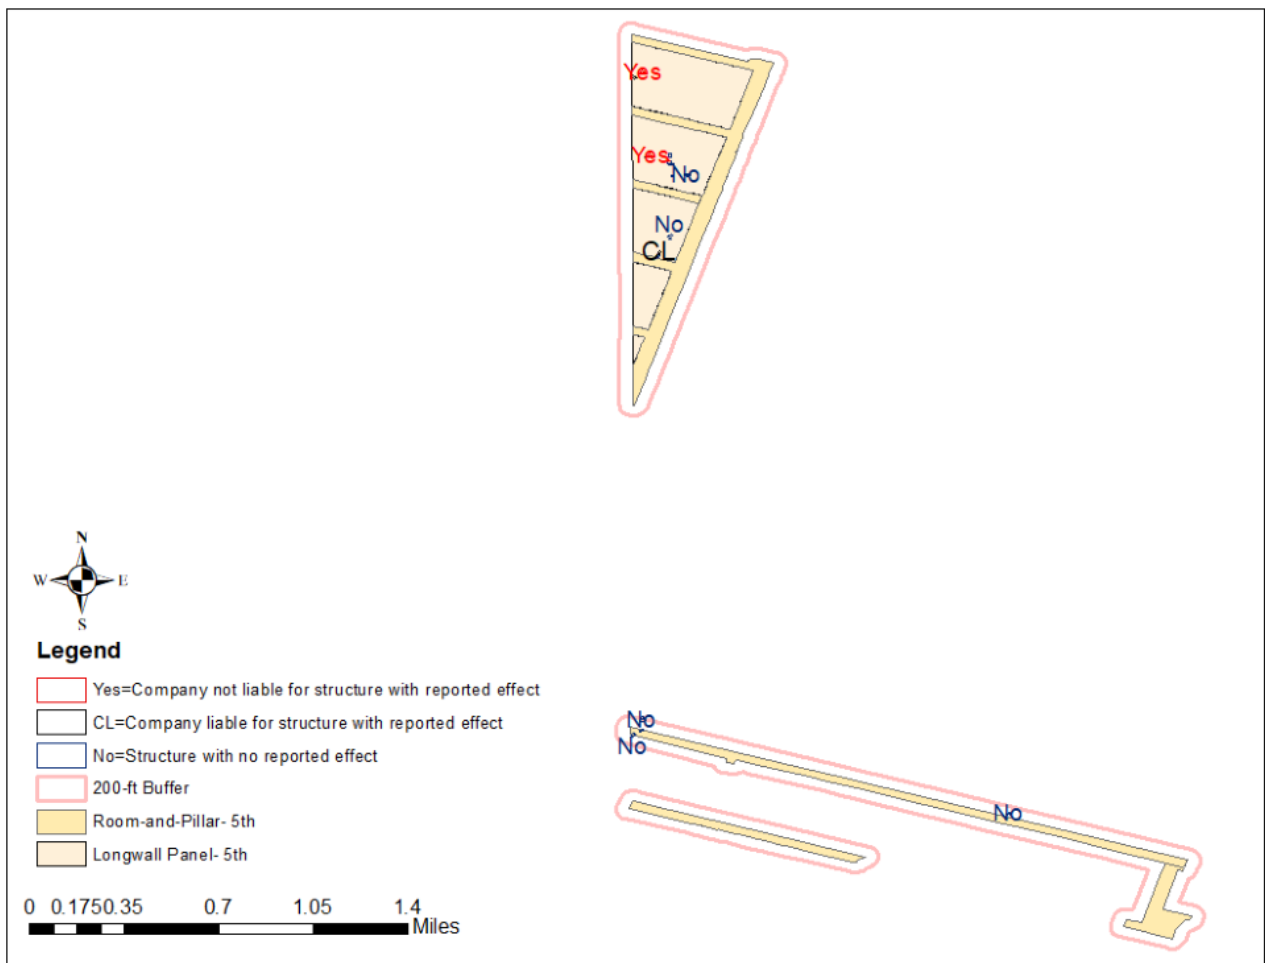 Yes
Yes
No
No
CL
N
W E
S
Legend
Yes=Company not liable for structure with reported effect
CL=Company liable for structure with reported effect
No=Structure with no reported effect
200-ft Buffer
Room-and-Pillar- 5th
Longwall Panel- 5th
0 0.1750.35 0.7 1.05 1.4
Miles
No
No
No